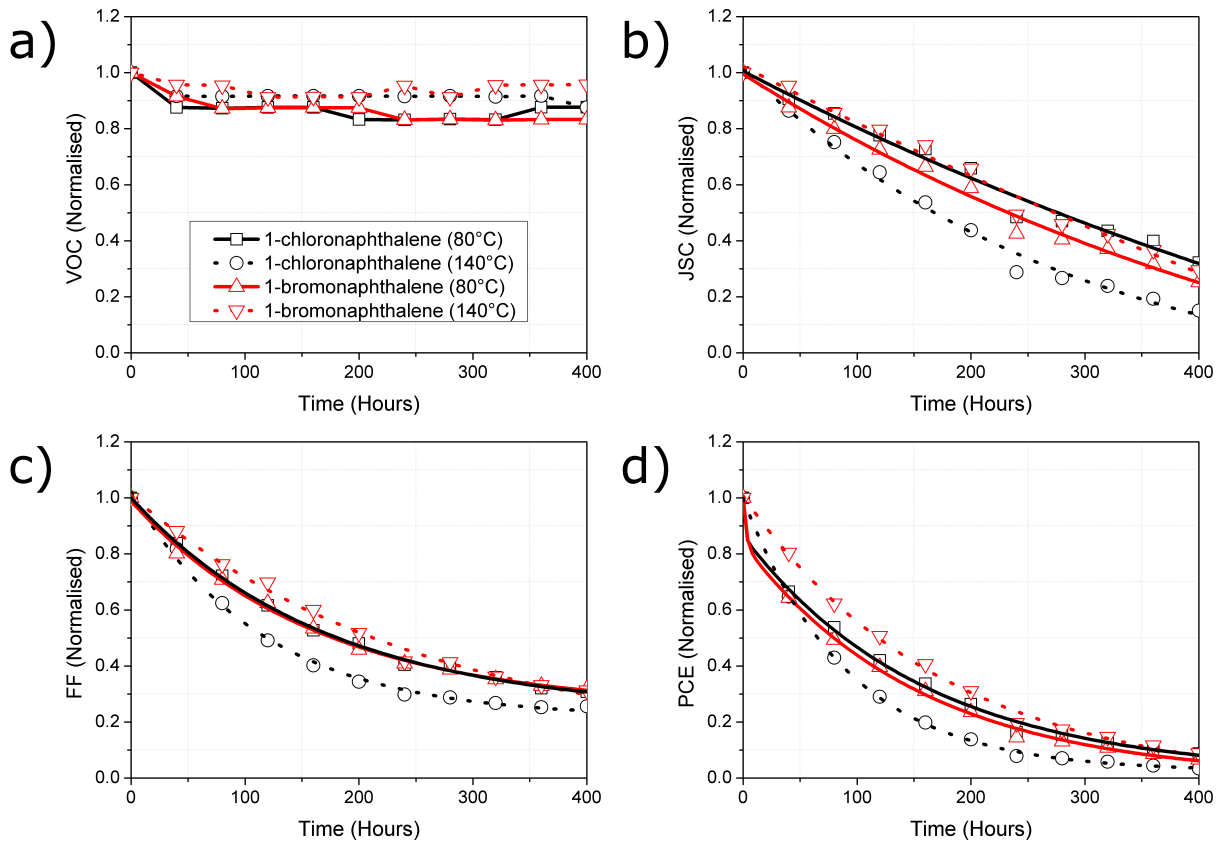 a)
1.2
1.0
0.8
0.6
0.4
0.2
0.0
VOC (Normalised)
1-chloronaphthalene (80°C)
1-chloronaphthalene (140°C)
1-bromonaphthalene (80°C)
1-bromonaphthalene (140°C)
0 100 200 300 400
Time (Hours)
b)
1.2
1.0
0.8
0.6
0.4
0.2
0.0
JSC (Normalised)
0 100 200 300 400
Time (Hours)
c)
1.2
1.0
0.8
0.6
0.4
0.2
0.0
FF (Normalised)
0 100 200 300 400
Time (Hours)
d)
1.2
1.0
0.8
0.6
0.4
0.2
0.0
PCE (Normalised)
0 100 200 300 400
Time (Hours)